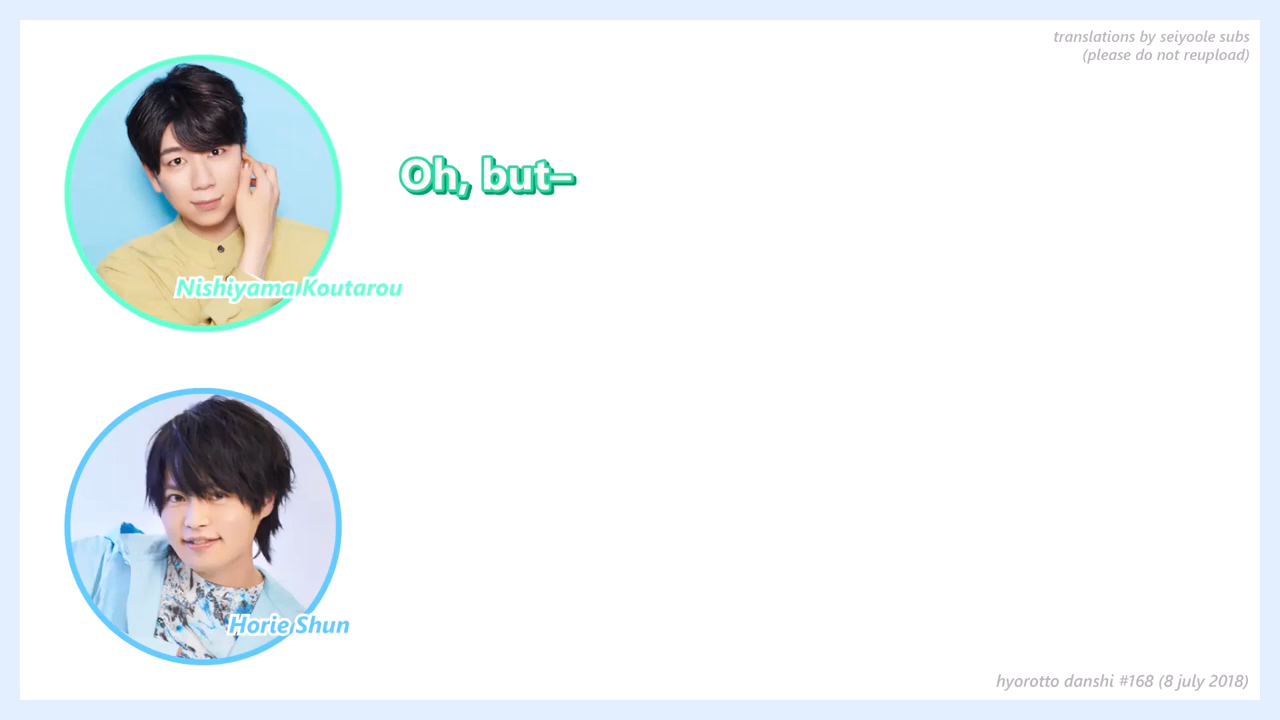 translations by seiyoole subs
(please do not reupload)
Oh, but–
Nishiyama Koutarou
Horie Shun
hyorotto danshi #168 (8 july 2018)